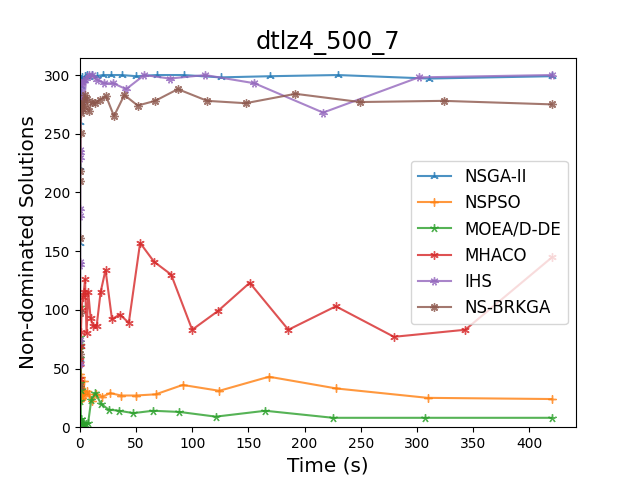 dtlz4_500_7
Non-dominated Solutions
300
250
200
150
100
50
0
NSGA-II
NSPSO
MOEA/D-DE
MHACO
IHS
NS-BRKGA
0 50 100 150 200 250 300 350 400
Time (s)